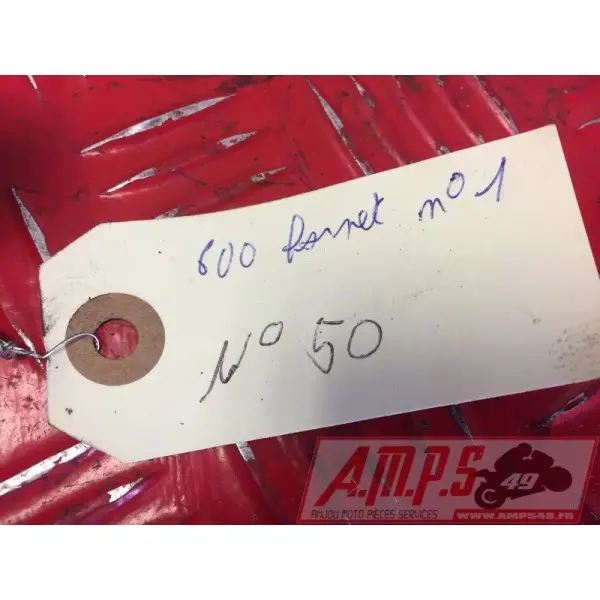 600 hornet n° 1
N° 50
A.M.P.S 49
ANJOU MOTO PIECES SERVICES
WWW.AMPS49.FR